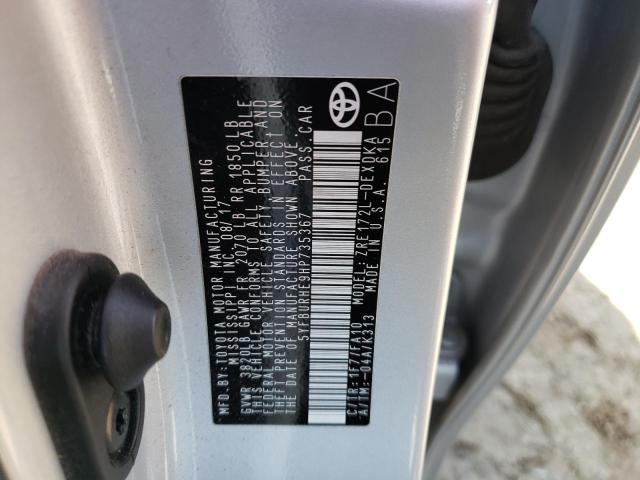 MFD.BY:TOYOTA MOTOR MANUFACTURING
MISSISSIPPI INC. 08/17
GVWR 3820LB GAWR FR 2070 LB RR 1850LB
THIS VEHICLE CONFORMS TO ALL APPLICABLE
FEDERAL MOTOR VEHICLE SAFETY BUMPER AND
THEFT PREVENTION STANDARDS IN EFFECT ON
THE DATE OF MANUFACTURE SHOWN ABOVE.
5YFBURHE9HP735367 PASS.CAR
C/TR:1F7/FA10 ZRE172L-DEXDKA
A/TM:-04A/K313 MADE IN U.S.A. 615
BA